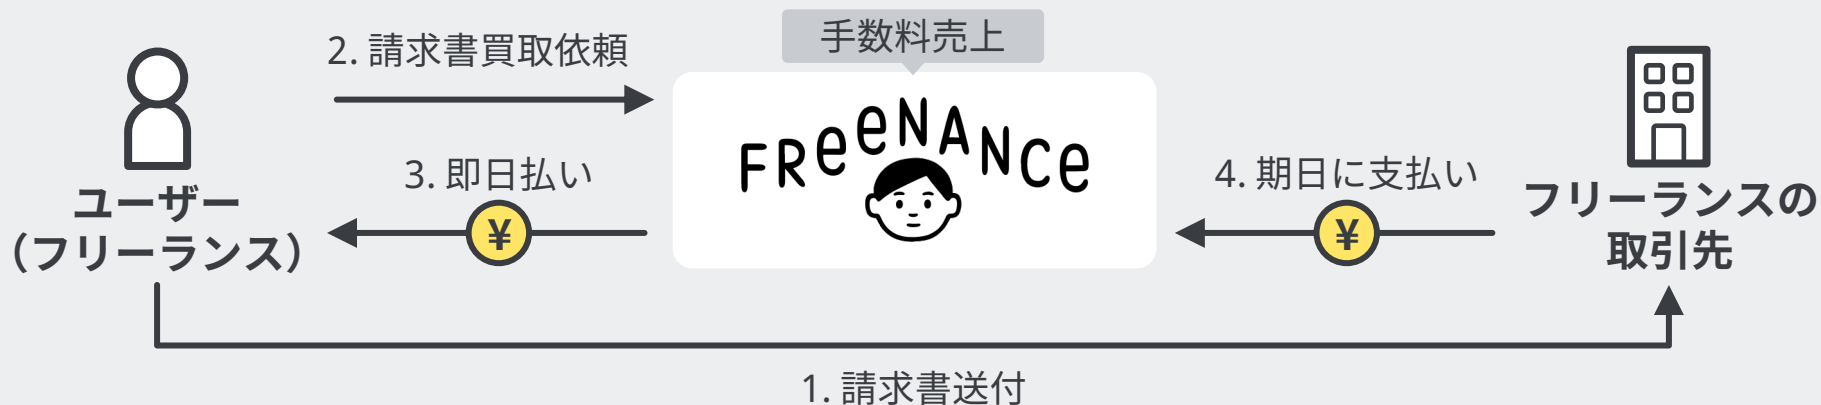 手数料売上
2. 請求書買取依頼
FReeNANce
3. 即日払い
¥
4. 期日に支払い
¥
ユーザー
（フリーランス）
フリーランスの
取引先
1. 請求書送付